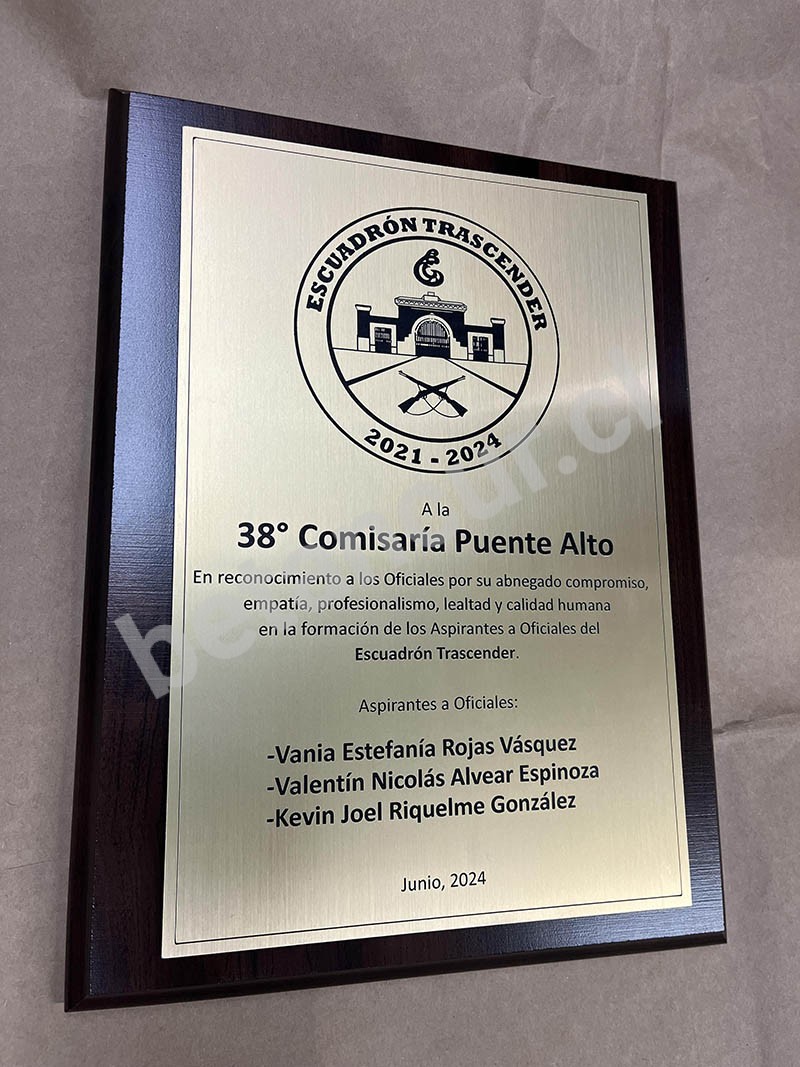 ESCUADRÓN TRASCENDER
2021 - 2024
A la
38° Comisaría Puente Alto
En reconocimiento a los Oficiales por su abnegado compromiso,
empatía, profesionalismo, lealtad y calidad humana
en la formación de los Aspirantes a Oficiales del
Escuadrón Trascender.
Aspirantes a Oficiales:
-Vania Estefanía Rojas Vásquez
-Valentín Nicolás Alvear Espinoza
-Kevin Joel Riquelme González
Junio, 2024